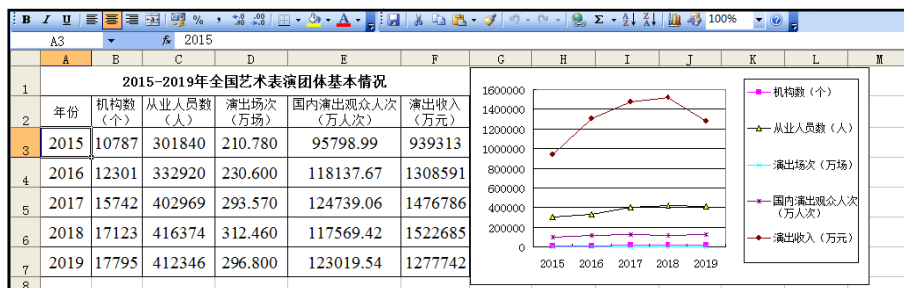 B I U % , Σ 100%
A3 fx 2015
A B C D E F G H I J K L M
1 2015-2019年全国艺术表演团体基本情况
2 年份 机构数（个） 从业人员数（人） 演出场次（万场） 国内演出观众人次（万人次） 演出收入（万元）
3 2015 10787 301840 210.780 95798.99 939313
4 2016 12301 332920 230.600 118137.67 1308591
5 2017 15742 402969 293.570 124739.06 1476786
6 2018 17123 416374 312.460 117569.42 1522685
7 2019 17795 412346 296.800 123019.54 1277742
8
1600000
1400000
1200000
1000000
800000
600000
400000
200000
0
2015 2016 2017 2018 2019
机构数（个）
从业人员数（人）
演出场次（万场）
国内演出观众人次
（万人次）
演出收入（万元）